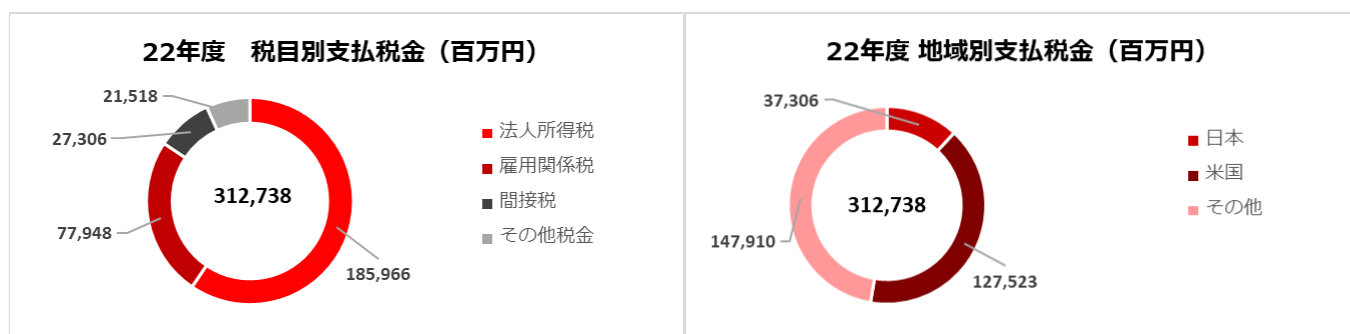 22年度　税目別支払税金（百万円）
21,518
27,306
312,738
77,948
185,966
法人所得税
雇用関係税
間接税
その他税金
22年度 地域別支払税金（百万円）
37,306
312,738
147,910
127,523
日本
米国
その他